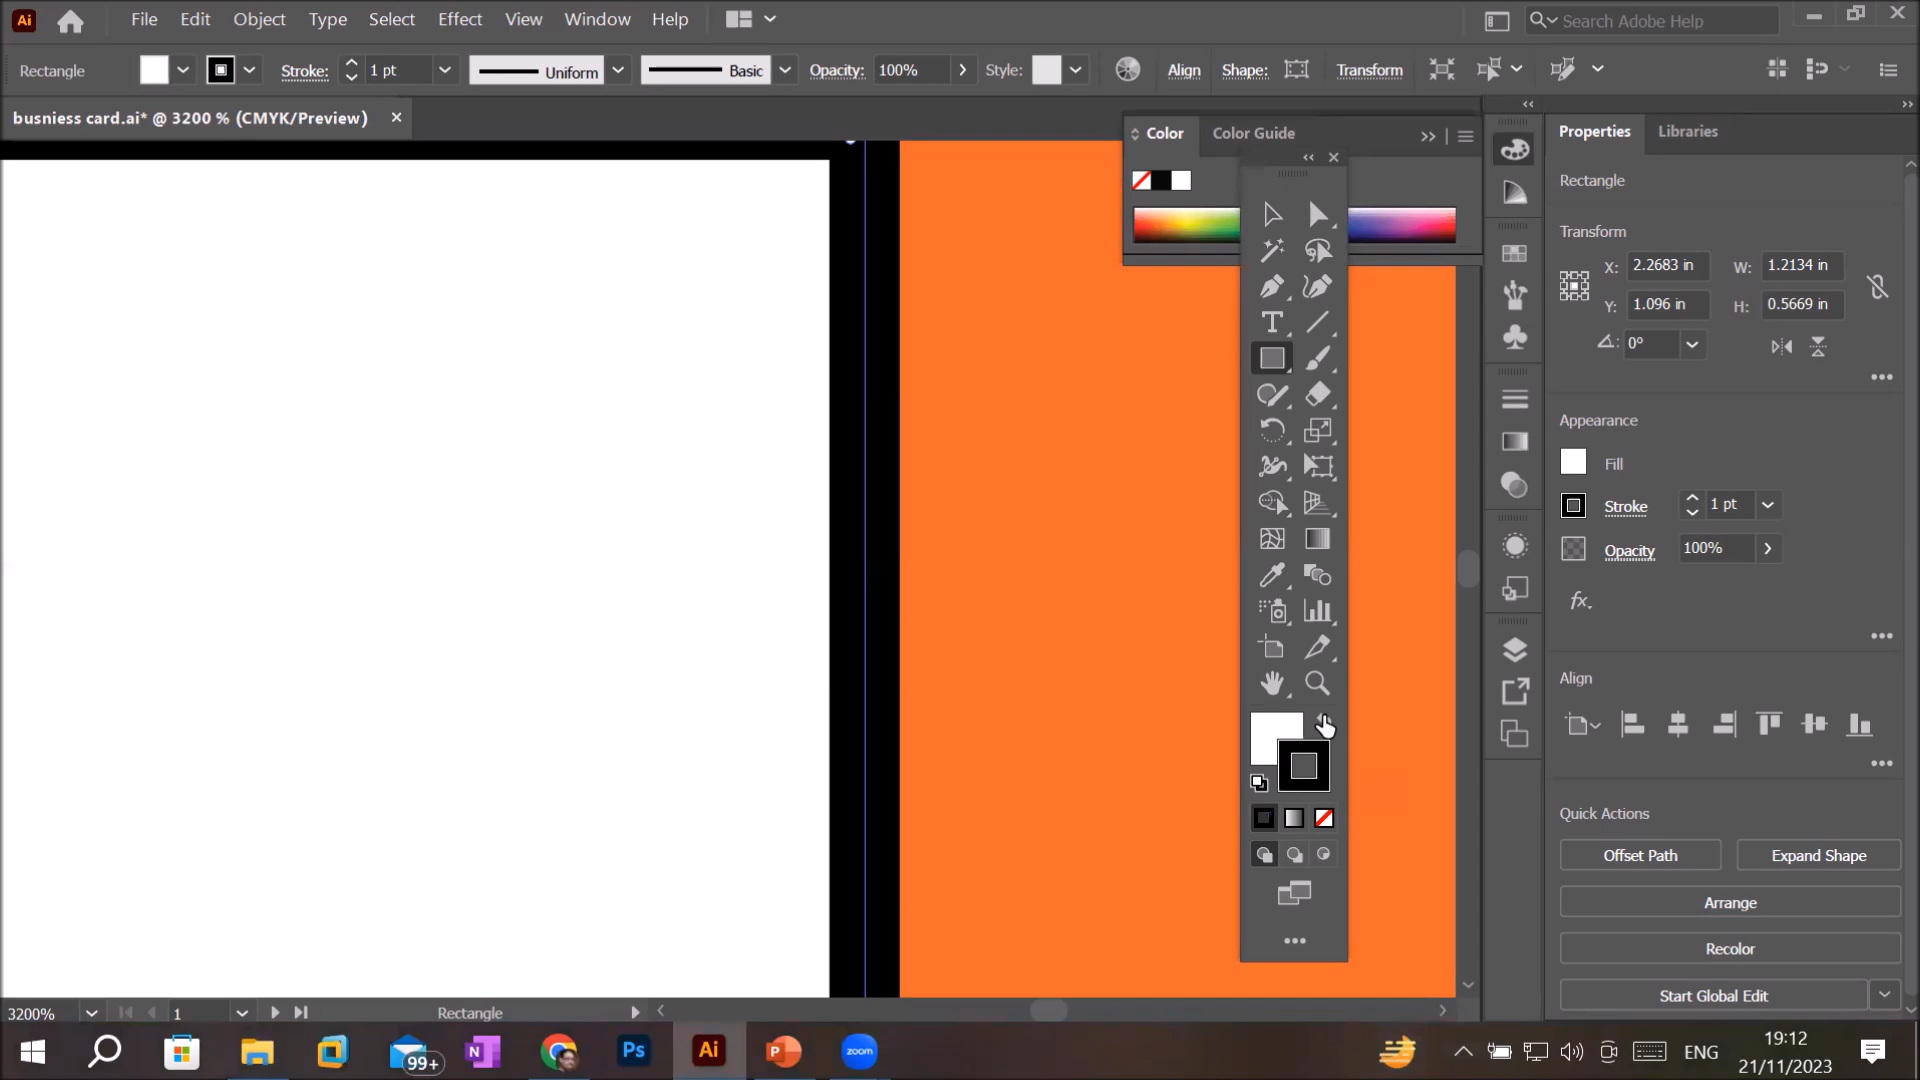 Ai File Edit Object Type Select Effect View Window Help Search Adobe Help
Rectangle Stroke: 1 pt Uniform Basic Opacity: 100% Style: Align Shape: Transform
busniess card.ai* @ 3200 % (CMYK/Preview)
Color Color Guide
Properties Libraries
Rectangle
Transform
X: 2.2683 in W: 1.2134 in
Y: 1.096 in H: 0.5669 in
0°
Appearance
Fill
Stroke 1 pt
Opacity 100%
fx
Align
Quick Actions
Offset Path Expand Shape
Arrange
Recolor
Start Global Edit
3200% 1 Rectangle
99+ N Ps Ai P zoom ENG 19:12
21/11/2023